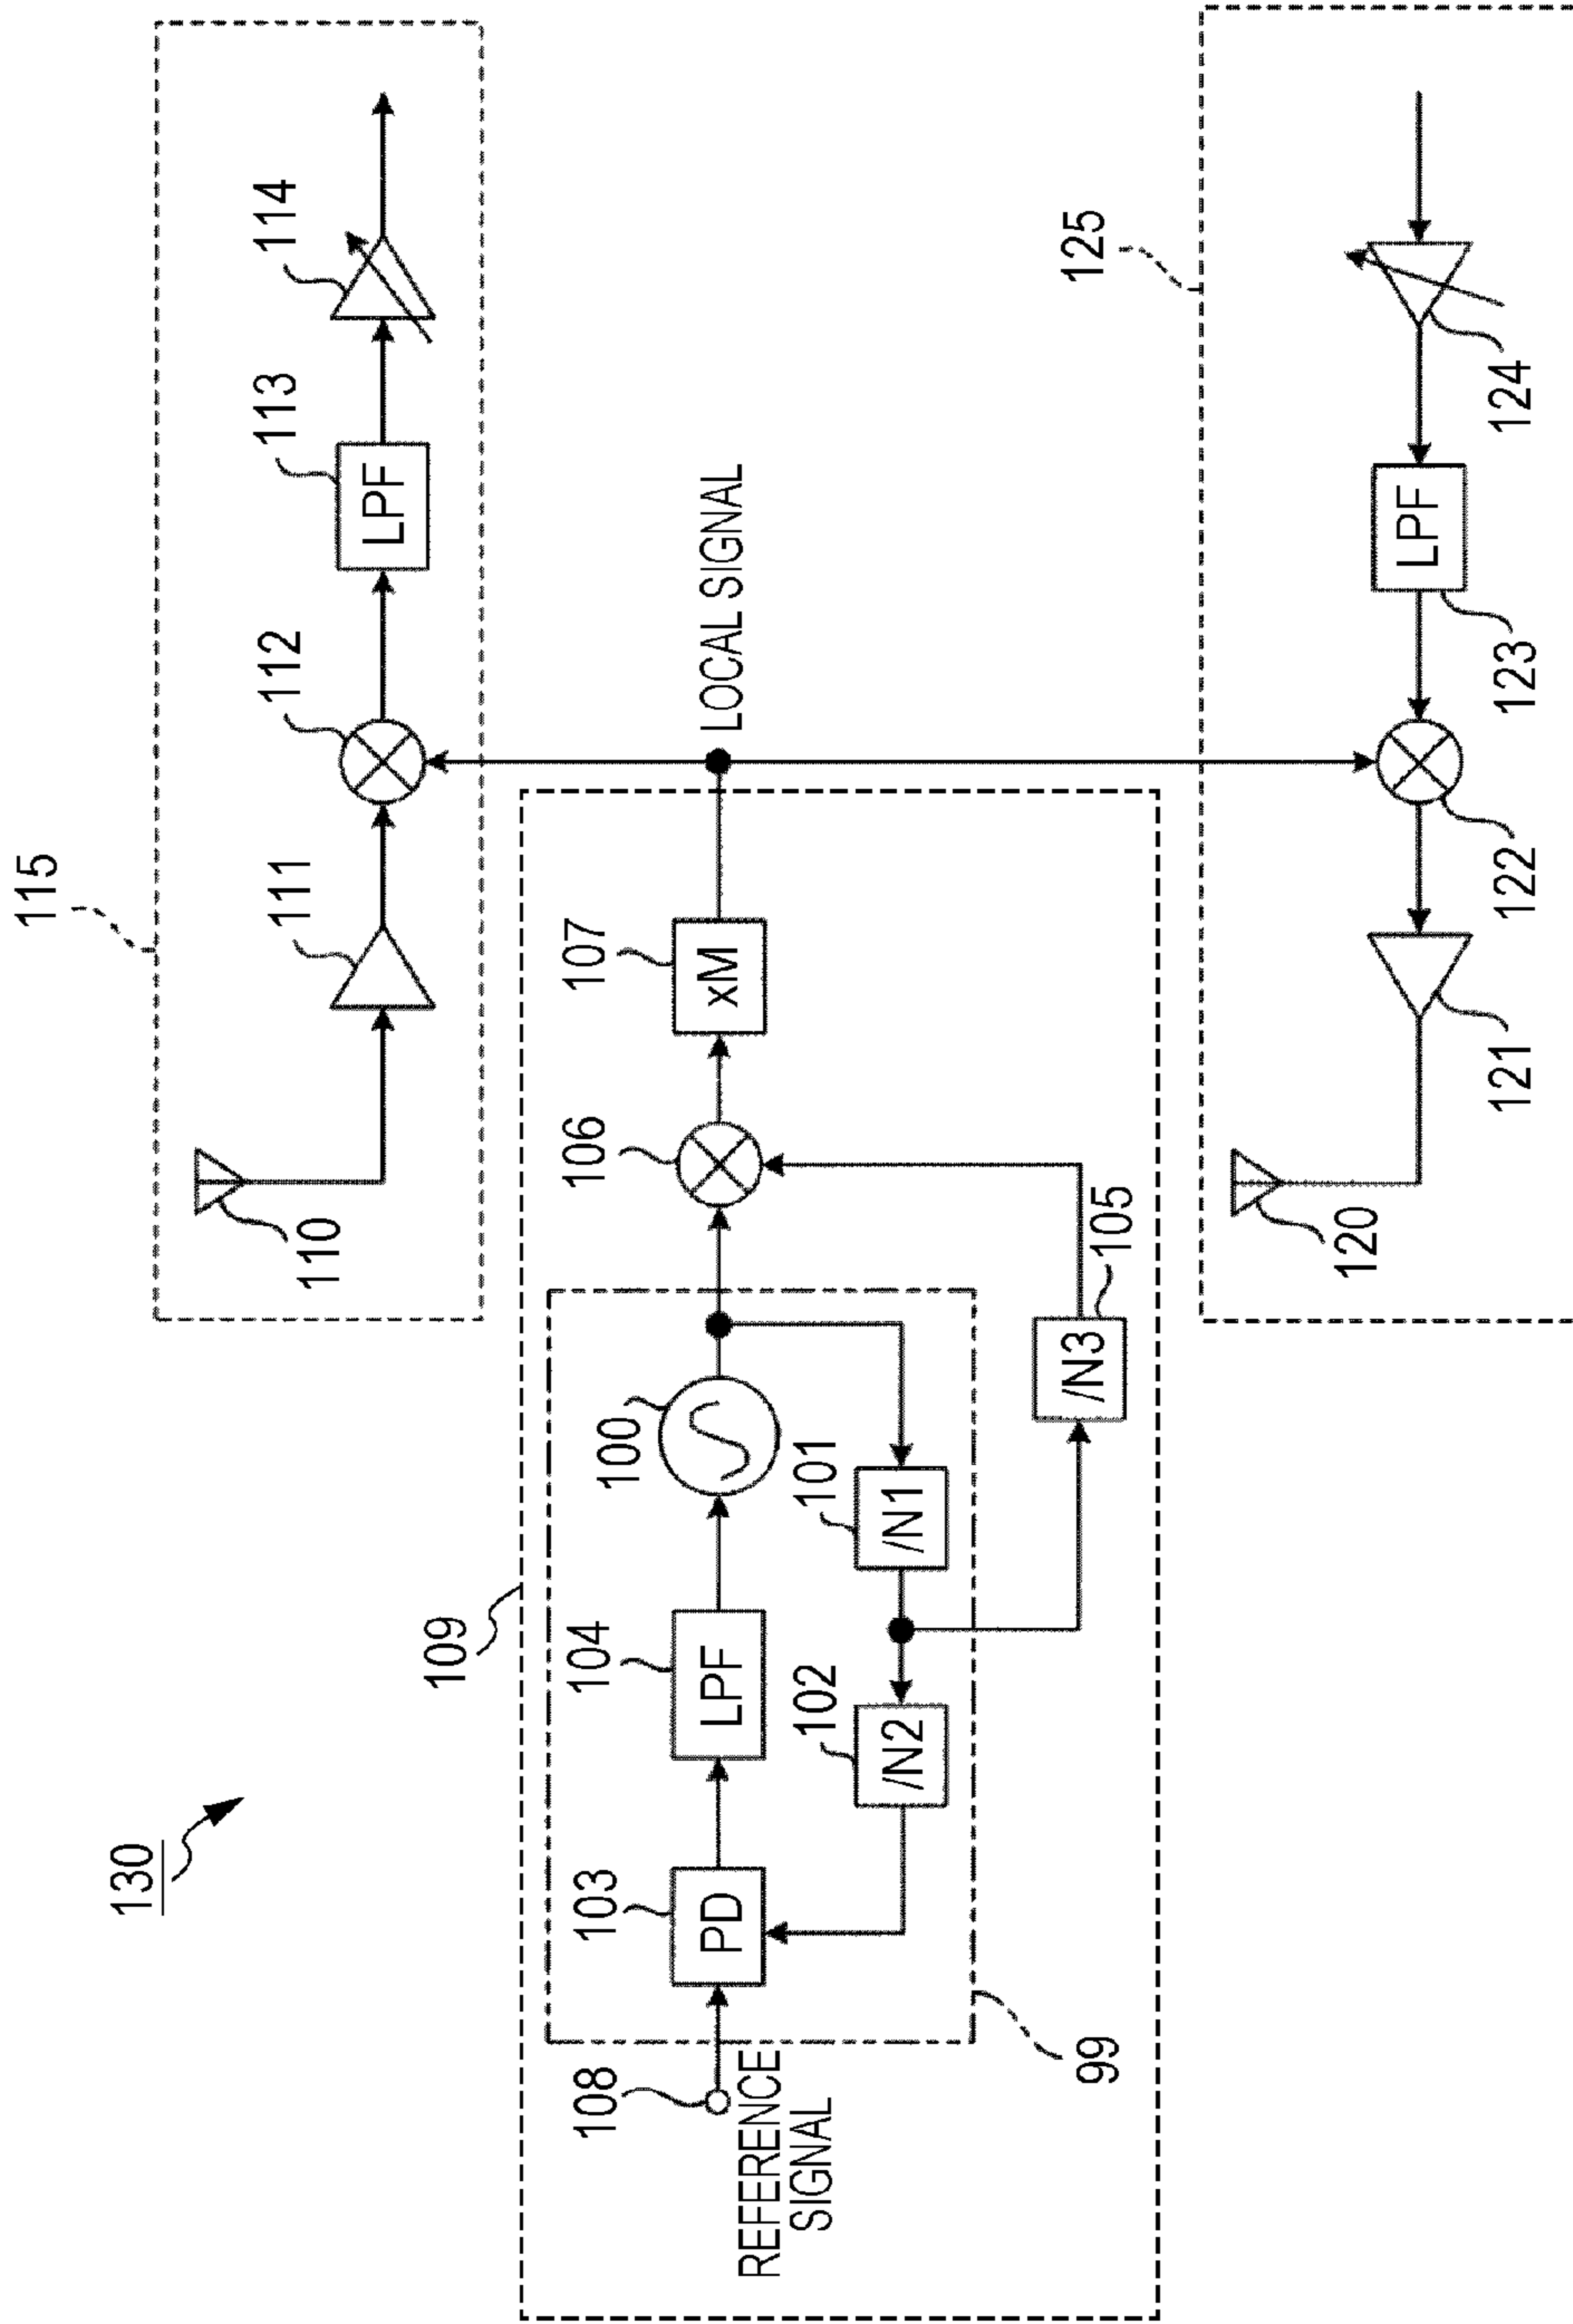 130
115
110
111
112
113
LPF
114
109
108
REFERENCE
SIGNAL
103
PD
104
LPF
100
101
/N1
102
/N2
99
105
/N3
106
107
xM
LOCAL SIGNAL
125
120
121
122
123
LPF
124